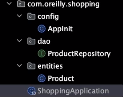 com.oreilly.shopping
config
AppInit
dao
ProductRepository
entities
Product
ShoppingApplication